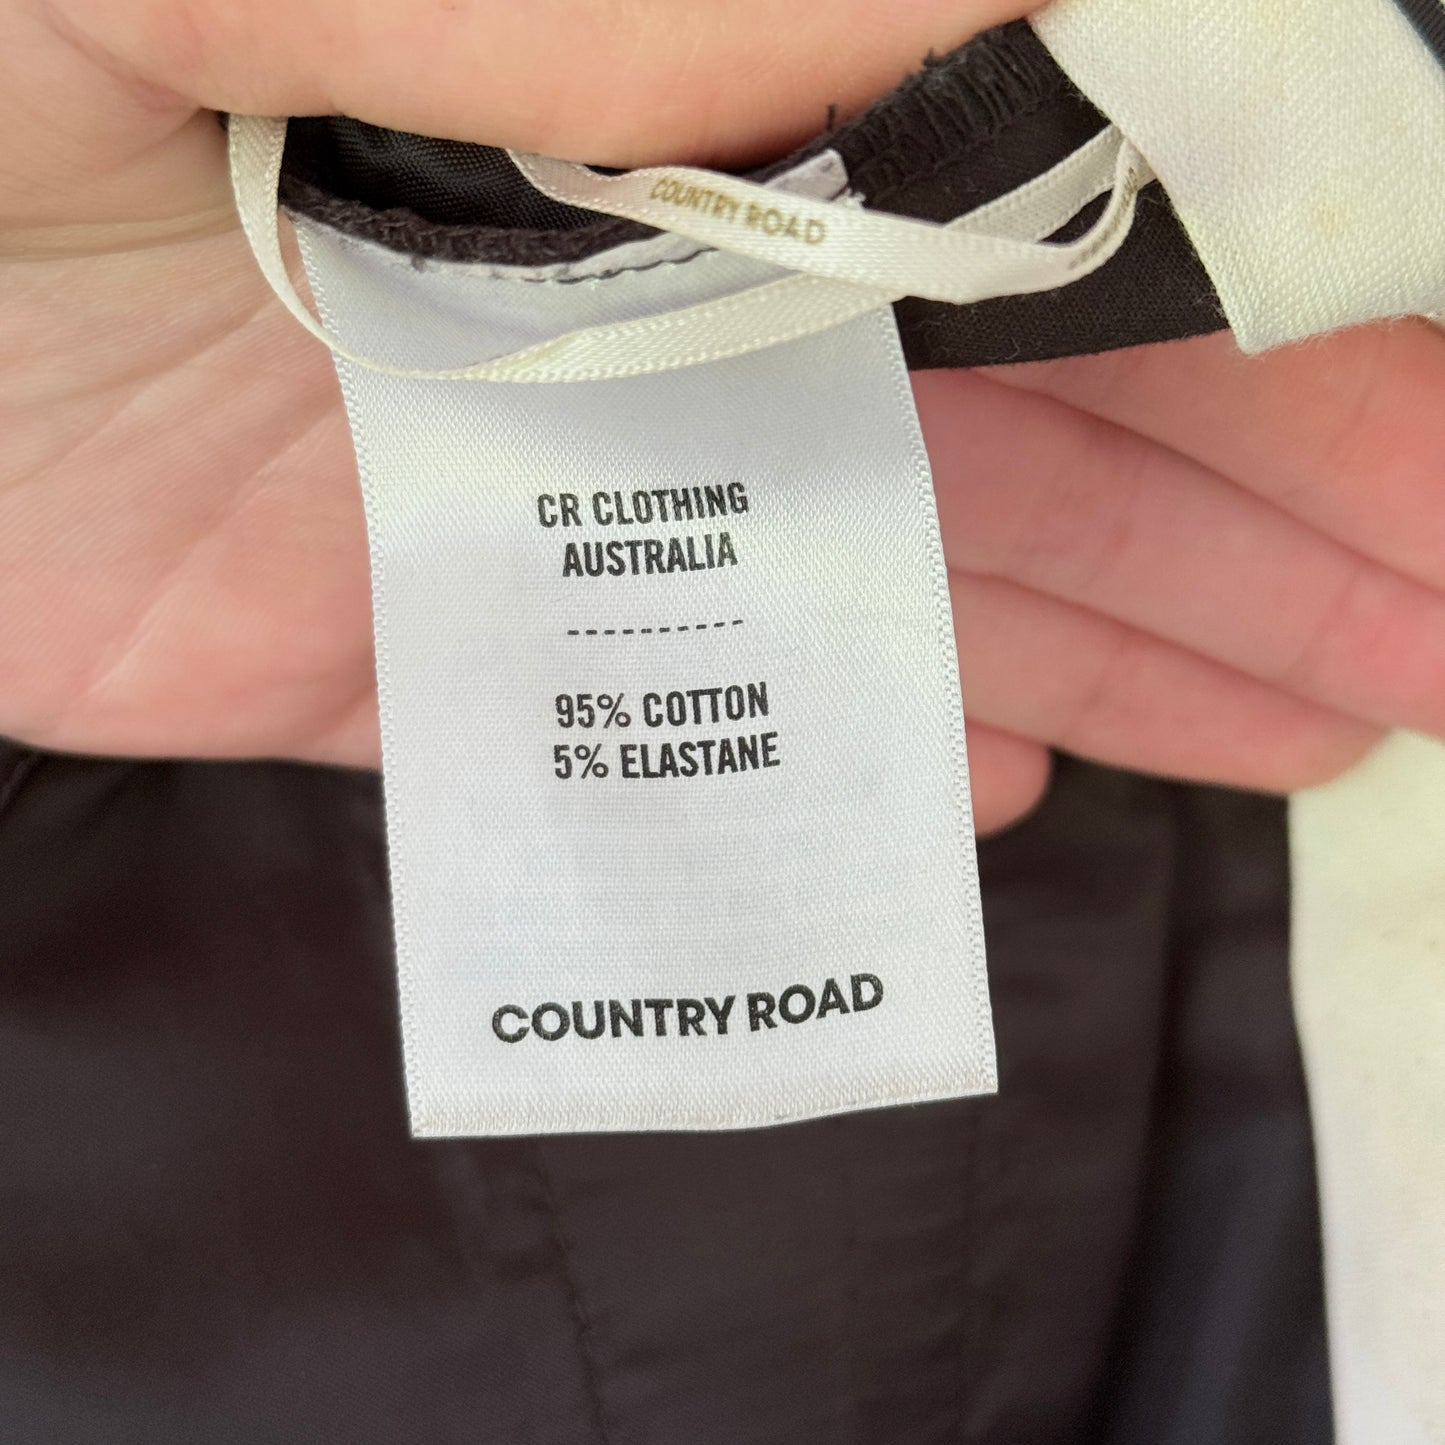 COUNTRY ROAD
CR CLOTHING
AUSTRALIA
----------
95% COTTON
5% ELASTANE
COUNTRY ROAD